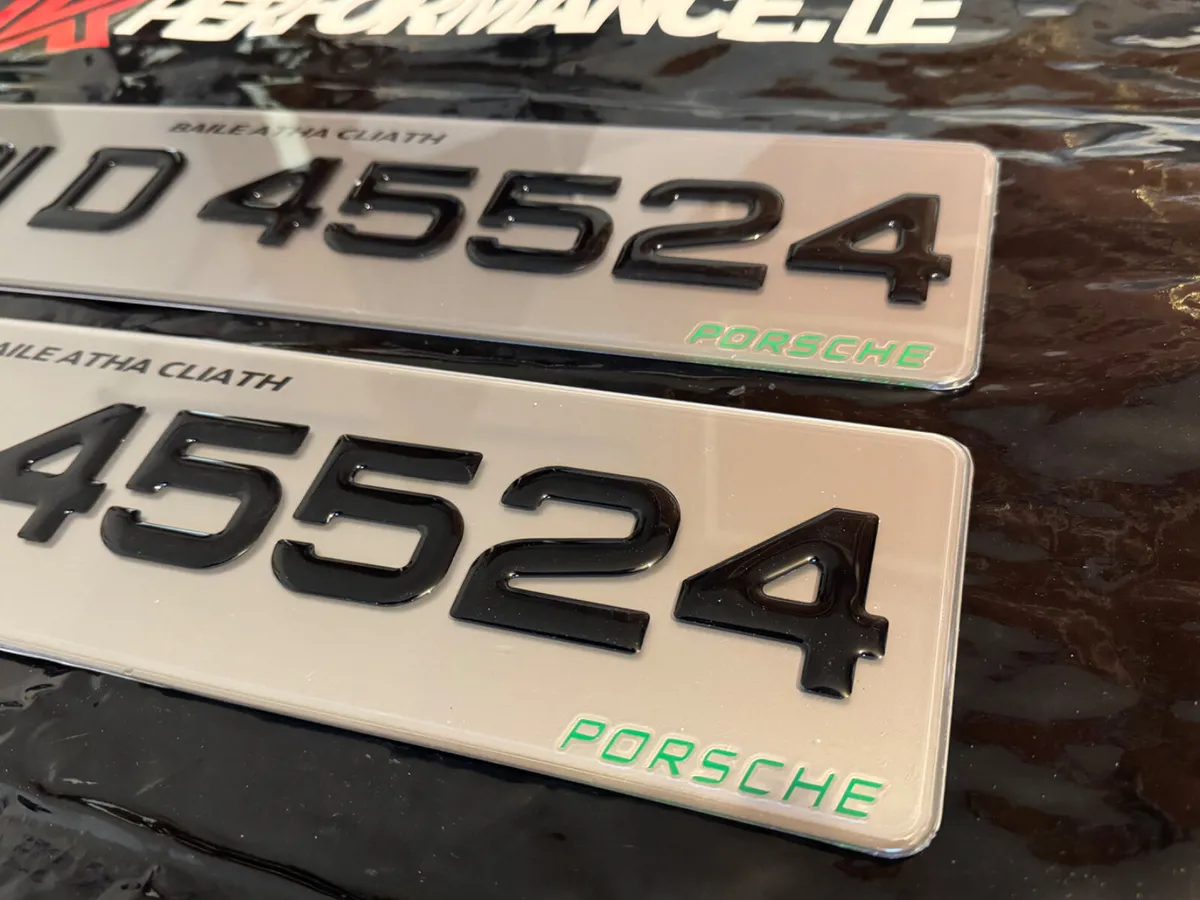 PERFORMANCE.IE
BAILE ATHA CLIATH
D 45524
PORSCHE
BAILE ATHA CLIATH
45524
PORSCHE